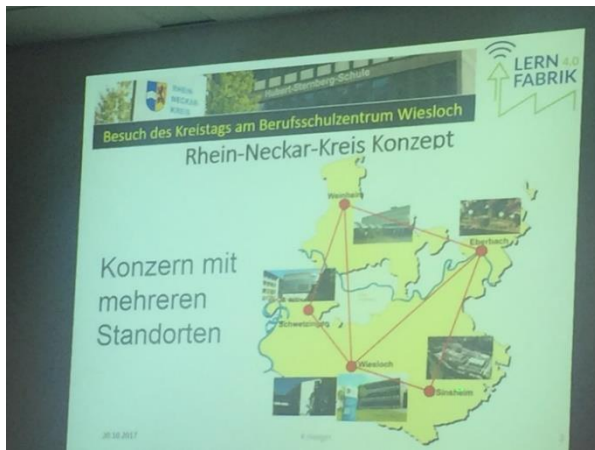 RHEIN-
NECKAR-
KREIS
Hubert-Sternberg-Schule
LERN 4.0
FABRIK
Besuch des Kreistags am Berufsschulzentrum Wiesloch
Rhein-Neckar-Kreis Konzept
Weinheim
Eberbach
Konzern mit
mehreren
Standorten
Schwetzingen
Wiesloch
Sinsheim
20.10.2017
3